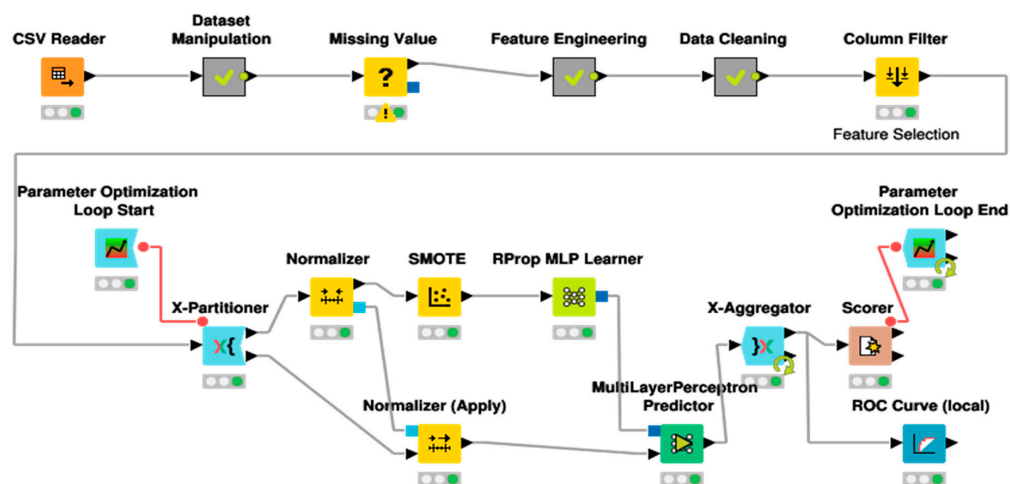 CSV Reader
Dataset
Manipulation
Missing Value
Feature Engineering
Data Cleaning
Column Filter
?
!
Feature Selection
Parameter Optimization
Loop Start
Parameter
Optimization Loop End
Normalizer
SMOTE
RProp MLP Learner
X-Partitioner
X{
X-Aggregator
}X
Scorer
MultiLayerPerceptron
Predictor
Normalizer (Apply)
ROC Curve (local)